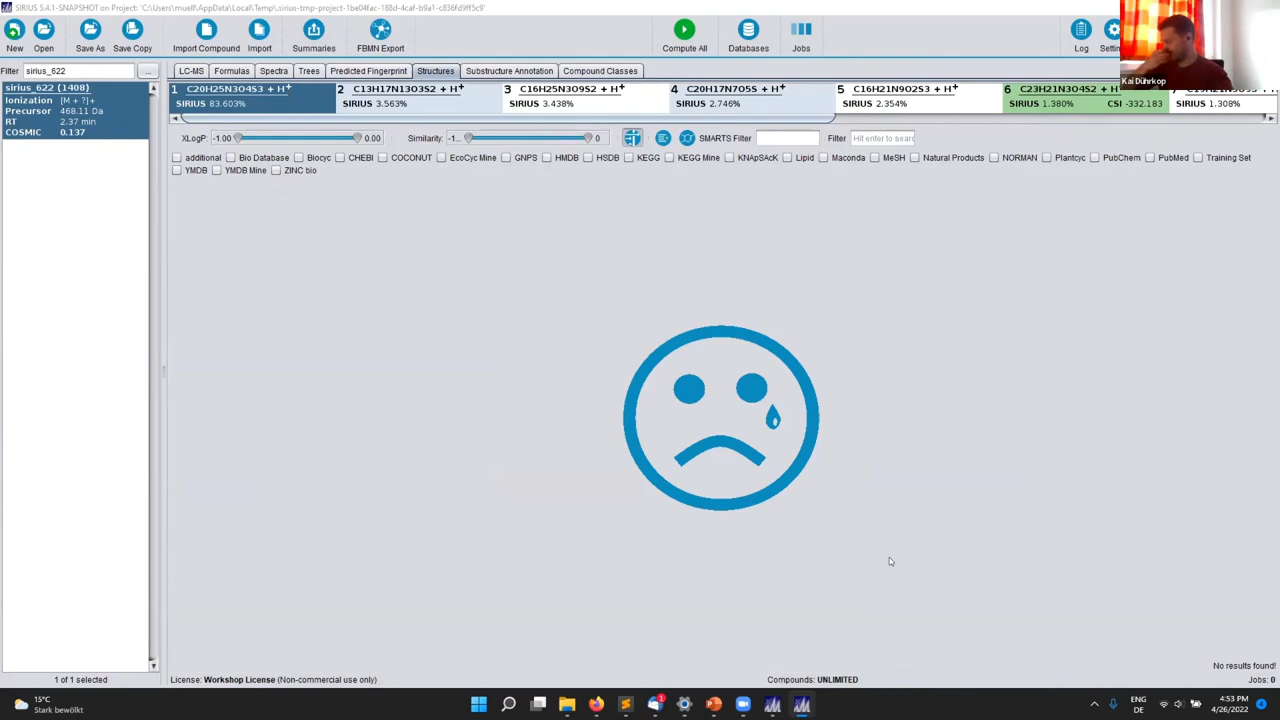 SIRIUS 5.4.1-SNAPSHOT on Project: 'C:\Users\muell\AppData\Local\Temp\.sirius-tmp-project-1be04fac-188d-4caf-b9a1-c836fd9ff5c9'
New Open Save As Save Copy Import Compound Import Summaries FBMN Export Compute All Databases Jobs Log Settin
Kai Dührkop
Filter sirius_622 ...
LC-MS Formulas Spectra Trees Predicted Fingerprint Structures Substructure Annotation Compound Classes
sirius_622 (1408)
Ionization [M + ?]+
Precursor 468.11 Da
RT 2.37 min
COSMIC 0.137
1 C20H25N3O4S3 + H+
SIRIUS 83.603%
2 C13H17N13O3S2 + H+
SIRIUS 3.563%
3 C16H25N3O9S2 + H+
SIRIUS 3.438%
4 C20H17N7O5S + H+
SIRIUS 2.746%
5 C16H21N9O2S3 + H+
SIRIUS 2.354%
6 C23H21N3O4S2 + H+
SIRIUS 1.380% CSI -332.183
7
SIRIUS 1.308%
XLogP: -1.00 0.00 Similarity: -1... 0 SMARTS Filter Filter Hit enter to searc
additional Bio Database Biocyc CHEBI COCONUT EcoCyc Mine GNPS HMDB HSDB KEGG KEGG Mine KNApSAcK Lipid Maconda MeSH Natural Products NORMAN Plantcyc PubChem PubMed Training Set
YMDB YMDB Mine ZINC bio
No results found!
1 of 1 selected
License: Workshop License (Non-commercial use only)
Compounds: UNLIMITED
Jobs: 0
15°C
Stark bewölkt
1
ENG
DE
4:53 PM
4/26/2022
4